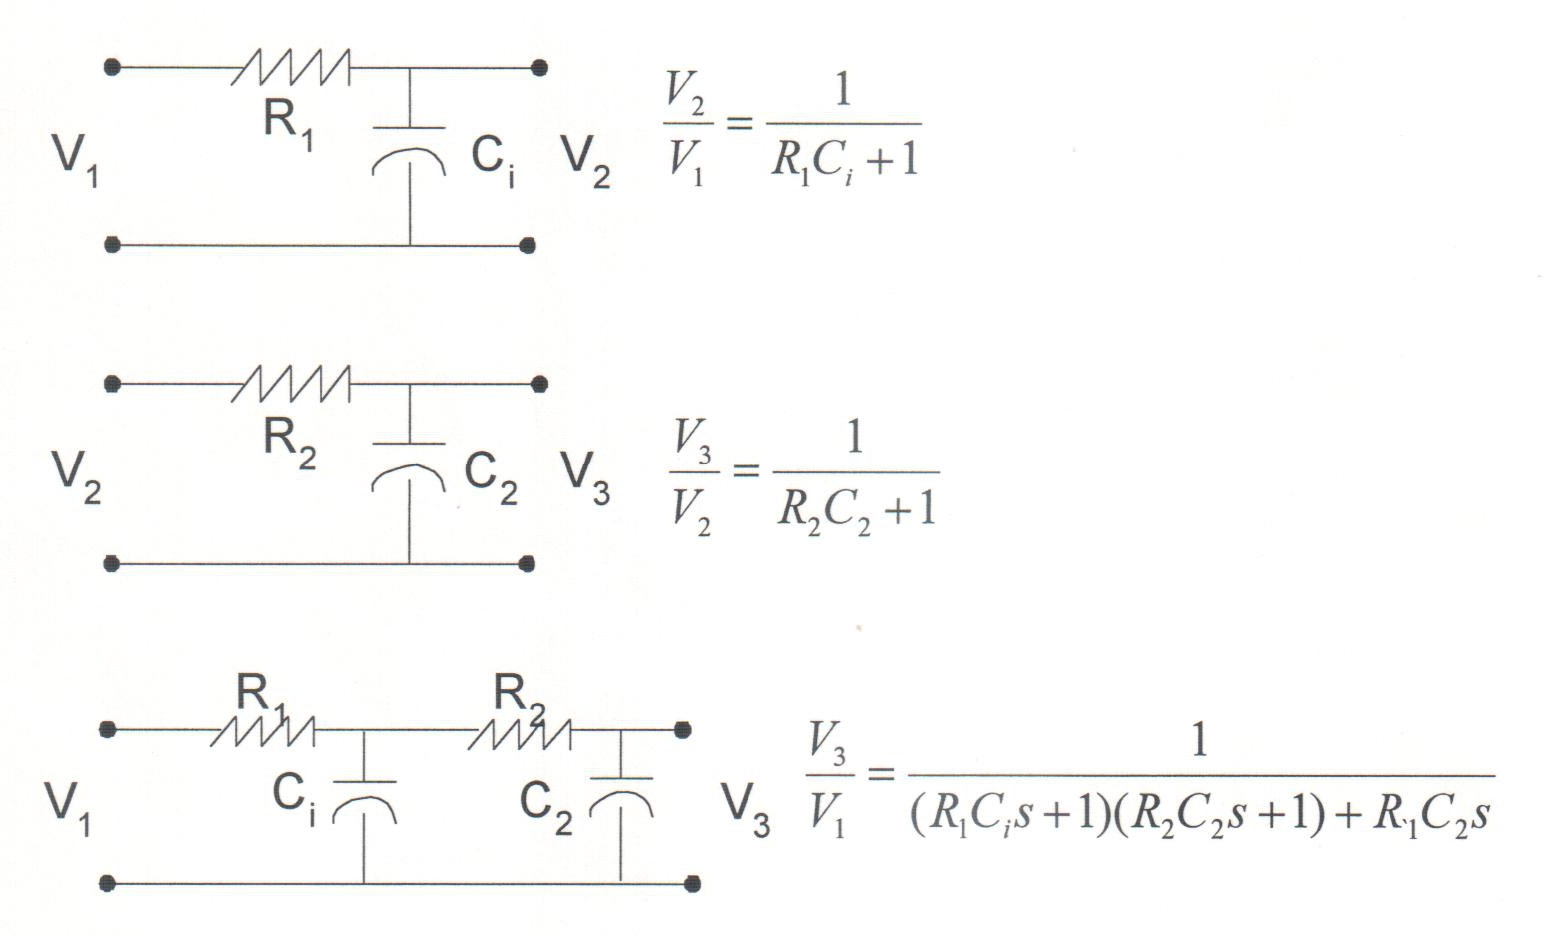 R₁
V₁ Cᵢ V₂
V₂/V₁ = 1/(R₁Cᵢ + 1)
R₂
V₂ C₂ V₃
V₃/V₂ = 1/(R₂C₂ + 1)
R₁ R₂
V₁ Cᵢ C₂ V₃
V₃/V₁ = 1/((R₁Cᵢs + 1)(R₂C₂s + 1) + R₁C₂s)